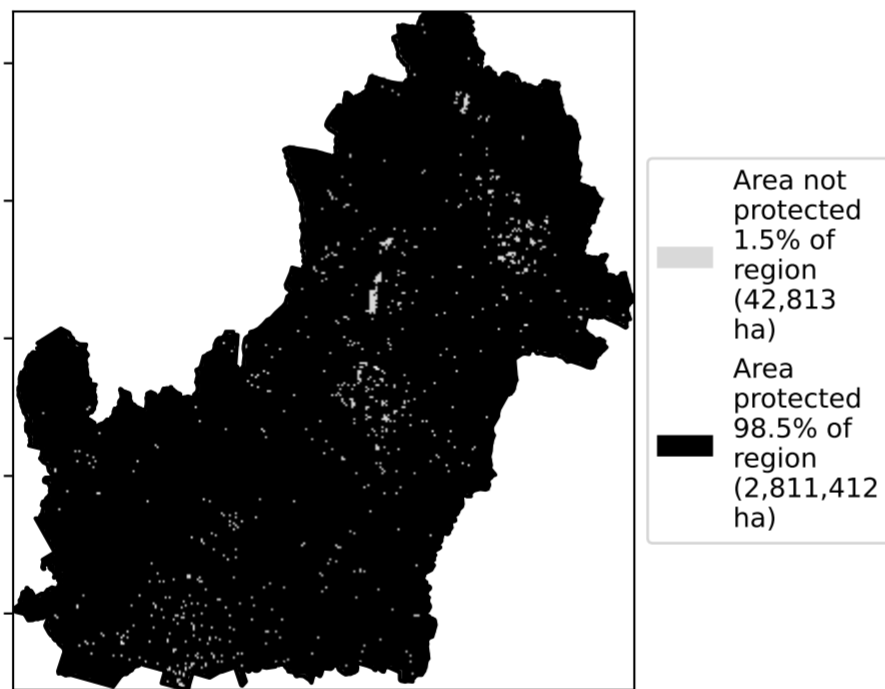 Area not
protected
1.5% of
region
(42,813
ha)
Area
protected
98.5% of
region
(2,811,412
ha)